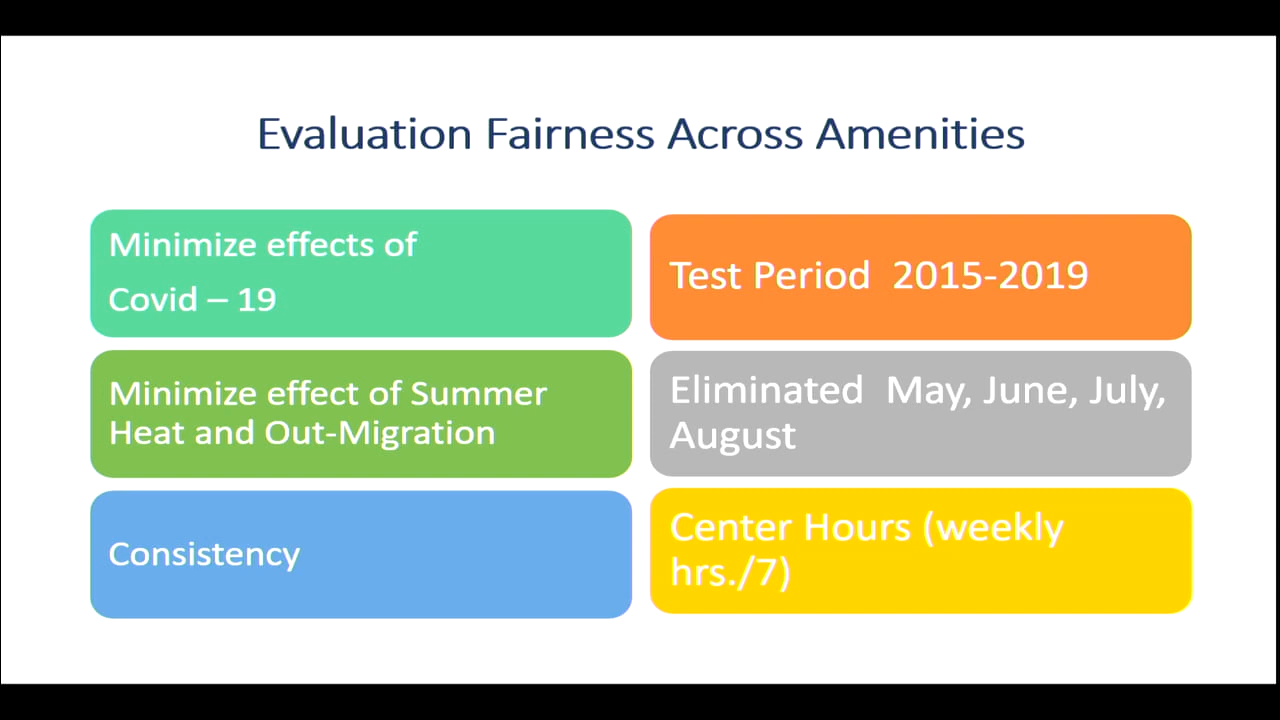 Evaluation Fairness Across Amenities
Minimize effects of
Covid – 19
Test Period 2015-2019
Minimize effect of Summer
Heat and Out-Migration
Eliminated May, June, July,
August
Consistency
Center Hours (weekly
hrs./7)